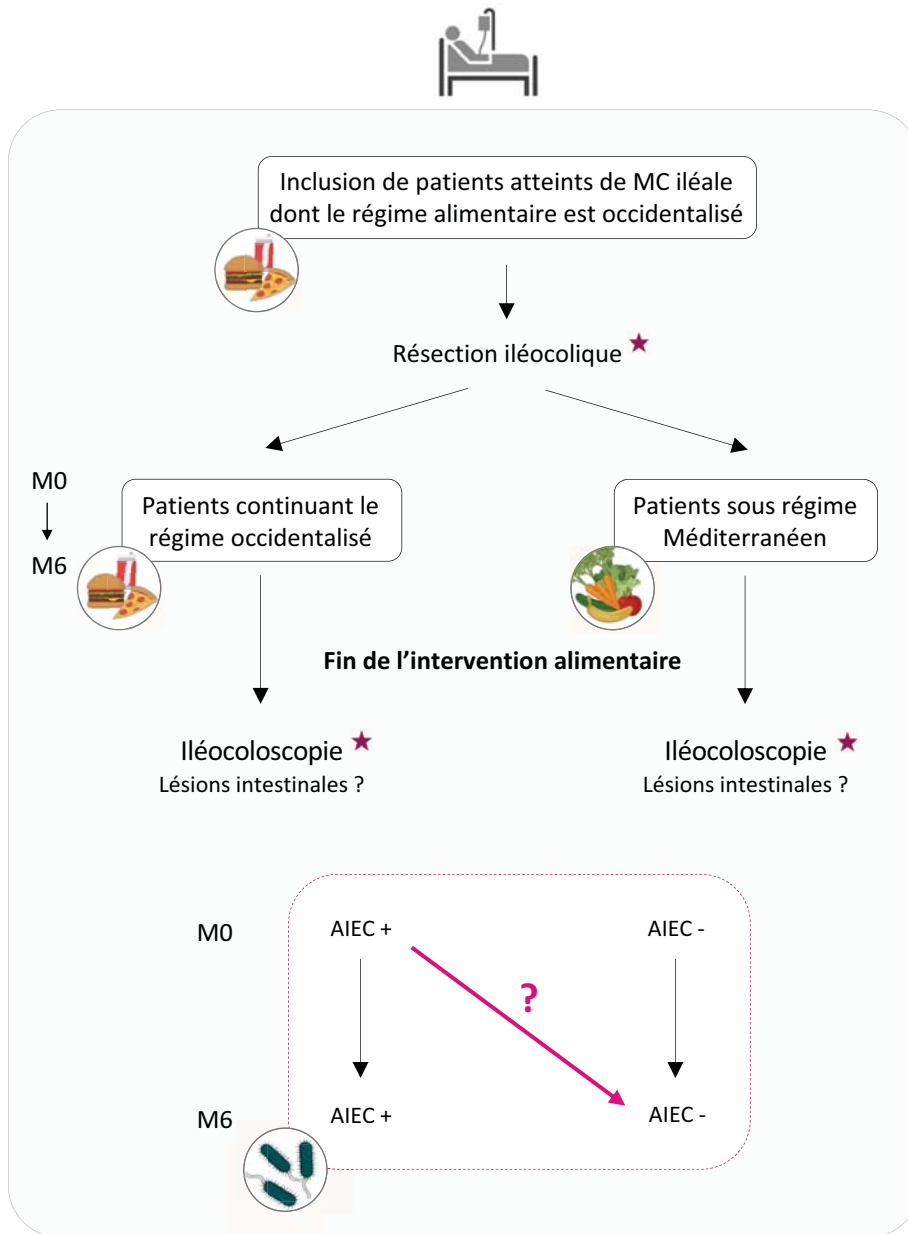 Inclusion de patients atteints de MC iléale
dont le régime alimentaire est occidentalisé
Résection iléocolique
M0
M6
Patients continuant le
régime occidentalisé
Patients sous régime
Méditerranéen
Fin de l’intervention alimentaire
Iléocoloscopie
Lésions intestinales ?
Iléocoloscopie
Lésions intestinales ?
M0
AIEC +
AIEC -
?
M6
AIEC +
AIEC -